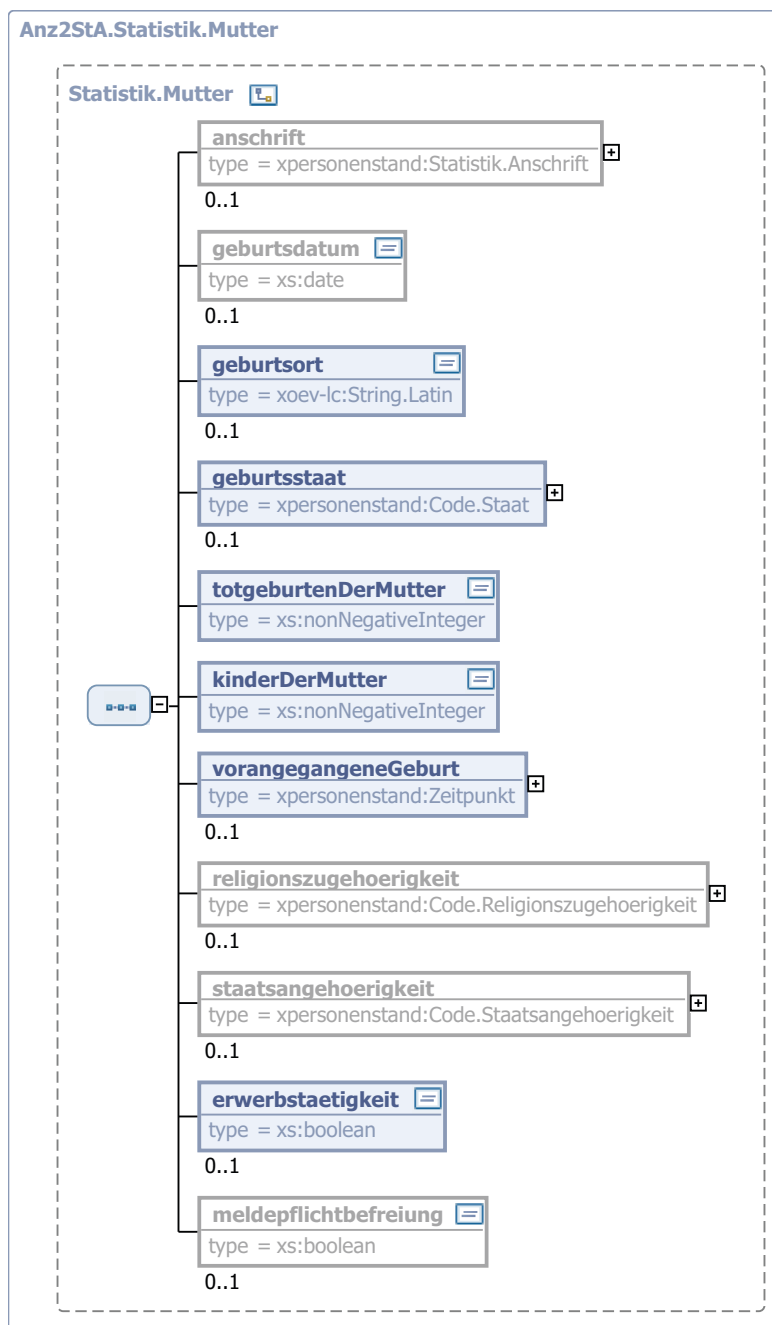 Anz2StA.Statistik.Mutter
Statistik.Mutter
anschrift
type = xpersonenstand:Statistik.Anschrift
0..1
geburtsdatum
type = xs:date
0..1
geburtsort
type = xoev-lc:String.Latin
0..1
geburtsstaat
type = xpersonenstand:Code.Staat
0..1
totgeburtenDerMutter
type = xs:nonNegativeInteger
kinderDerMutter
type = xs:nonNegativeInteger
vorangegangeneGeburt
type = xpersonenstand:Zeitpunkt
0..1
religionszugehoerigkeit
type = xpersonenstand:Code.Religionszugehoerigkeit
0..1
staatsangehoerigkeit
type = xpersonenstand:Code.Staatsangehoerigkeit
0..1
erwerbstaetigkeit
type = xs:boolean
0..1
meldepflichtbefreiung
type = xs:boolean
0..1